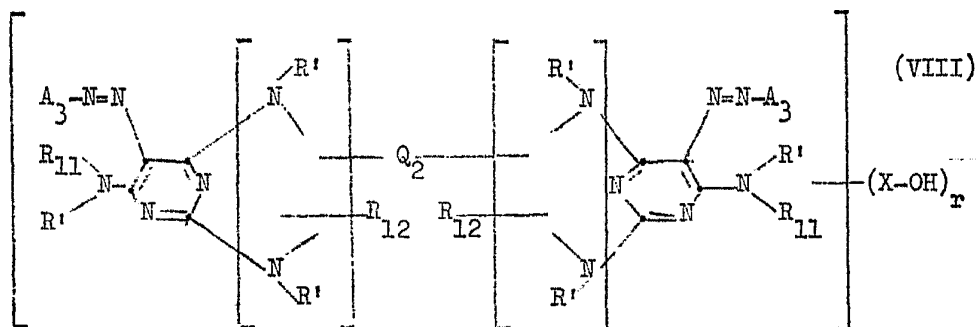 R' R' (VIII)
A3-N=N N N N=N-A3
R11 R'
N N Q2 N N (X-OH)r
R' N R12 R12 N R11
N N
R' R'